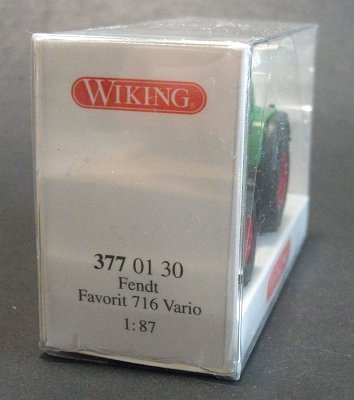 WIKING
377 01 30
Fendt
Favorit 716 Vario
1:87